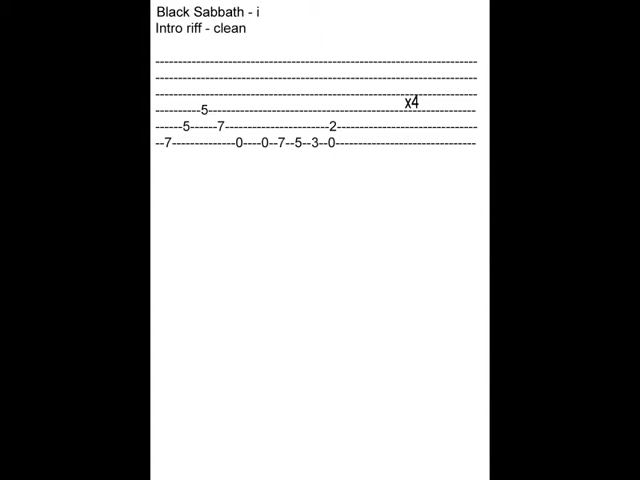 Black Sabbath - i
Intro riff - clean
-----------------------------------------------------------------------
-----------------------------------------------------------------------
-----------------------------------------------------------------------
x4
----------5-----------------------------------------------------------
------5------7-----------------------2-------------------------------
--7--------------0----0--7--5--3--0-------------------------------